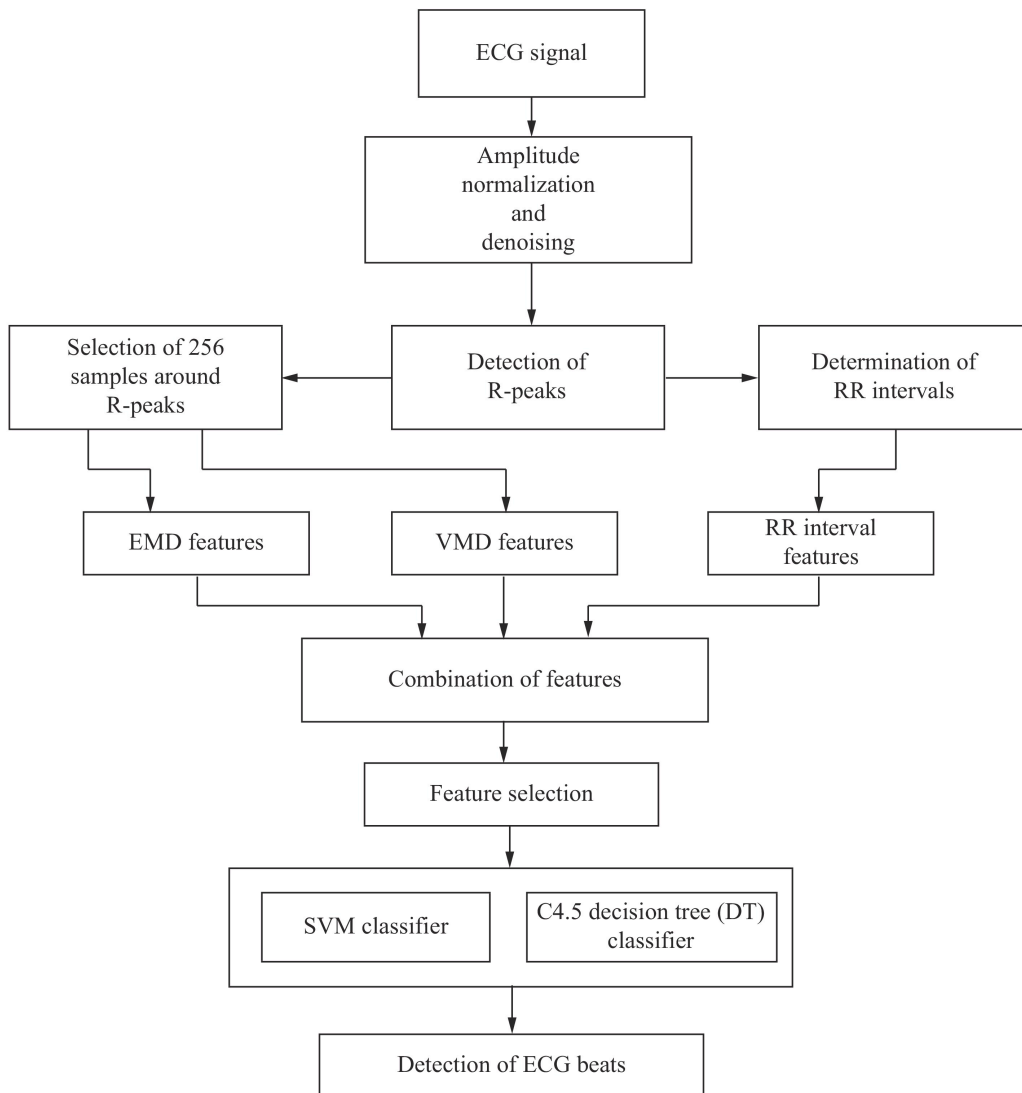 ECG signal
Amplitude
normalization
and
denoising
Selection of 256
samples around
R-peaks
Detection of
R-peaks
Determination of
RR intervals
EMD features
VMD features
RR interval
features
Combination of features
Feature selection
SVM classifier
C4.5 decision tree (DT)
classifier
Detection of ECG beats